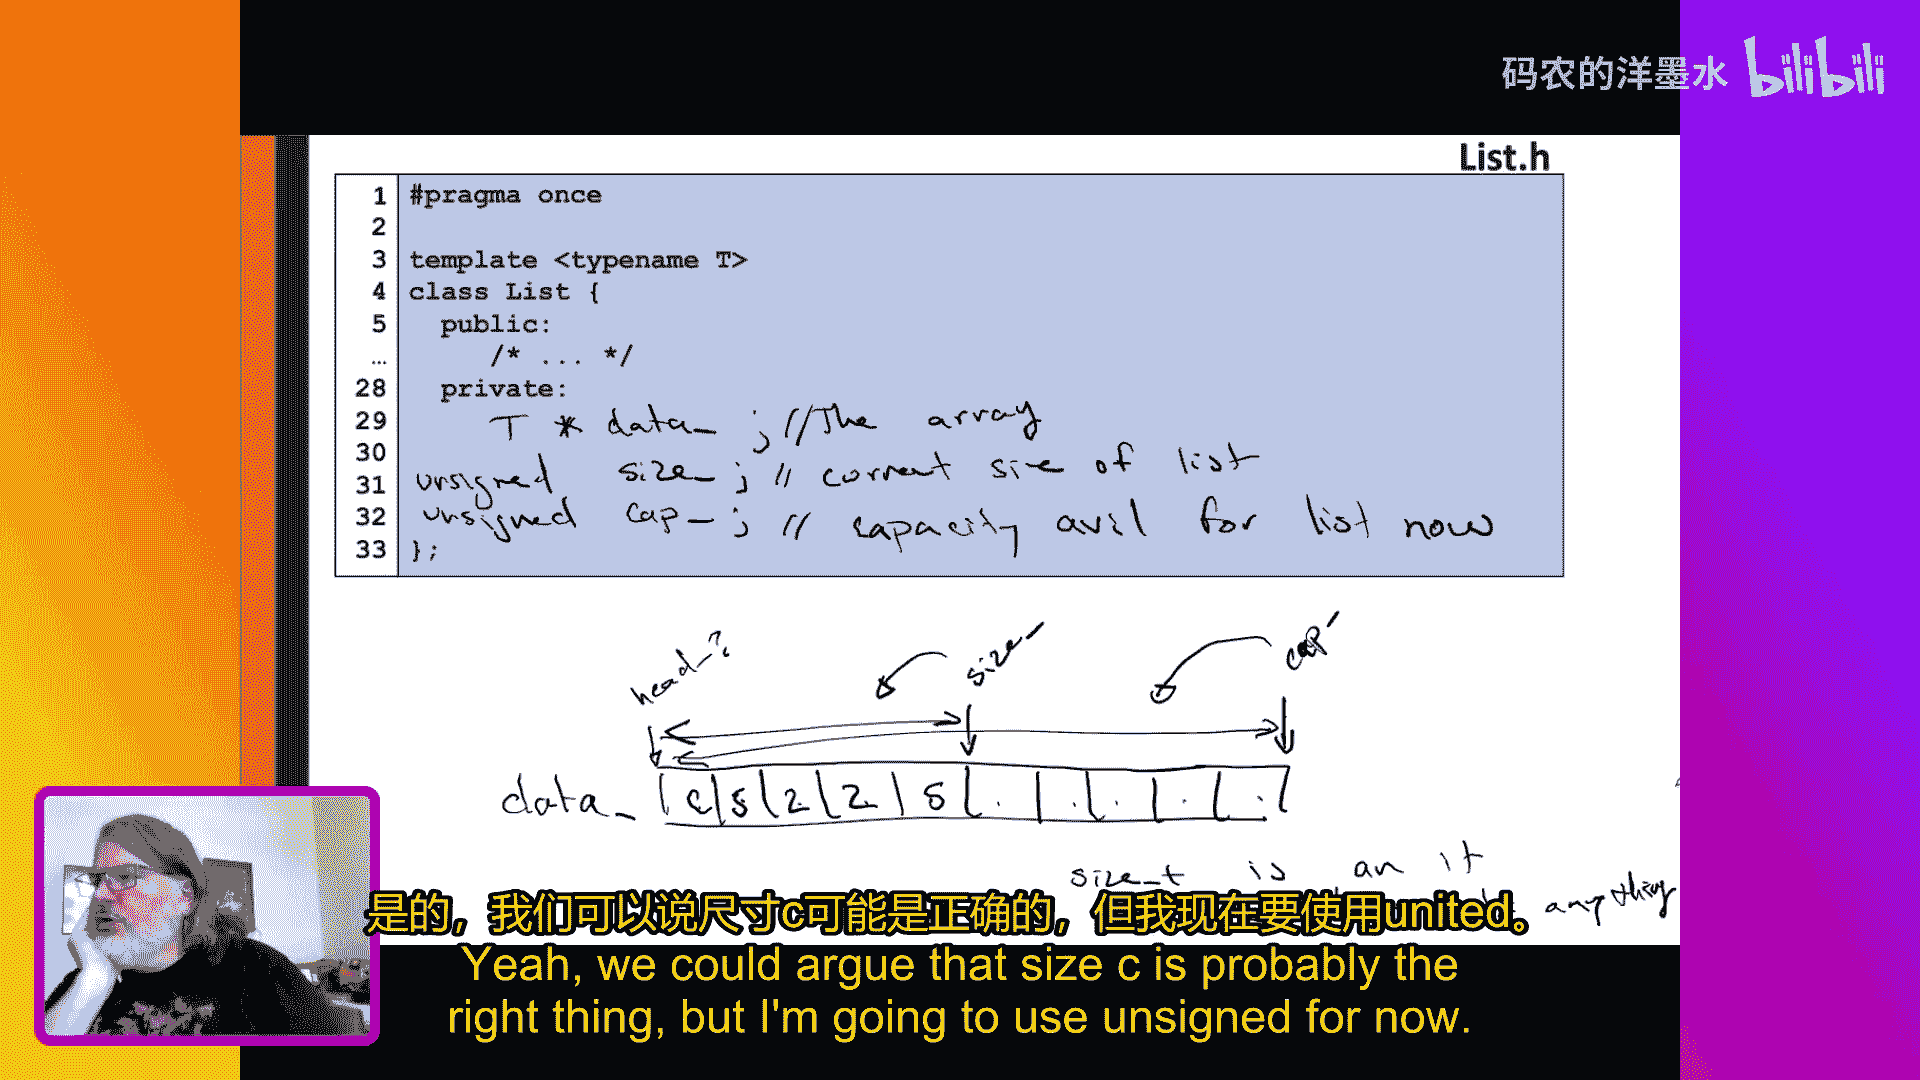 码农的洋墨水 bilibili
List.h
1 #pragma once
2
3 template <typename T>
4 class List {
5 public:
... /* ... */
28 private:
29 T * data_ ; //The array
30
31 unsigned size_ ; // current size of list
32 unsigned cap_ ; // capacity avil for list now
33 };
head_?
size_
cap_
data_ c s 2 2 5 . . . . .
size_t is an it
anything
是的，我们可以说尺寸c可能是正确的，但我现在要使用united。
Yeah, we could argue that size c is probably the
right thing, but I'm going to use unsigned for now.